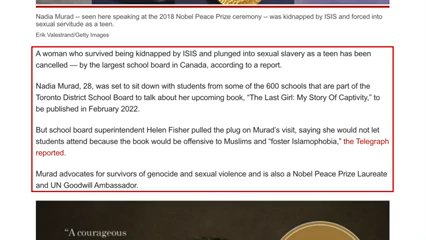 Nadia Murad -- seen here speaking at the 2018 Nobel Peace Prize ceremony -- was kidnapped by ISIS and forced into
sexual servitude as a teen.
Erik Valestrand/Getty Images
A woman who survived being kidnapped by ISIS and plunged into sexual slavery as a teen has been
cancelled — by the largest school board in Canada, according to a report.
Nadia Murad, 28, was set to sit down with students from some of the 600 schools that are part of the
Toronto District School Board to talk about her upcoming book, “The Last Girl: My Story Of Captivity,” to
be published in February 2022.
But school board superintendent Helen Fisher pulled the plug on Murad’s visit, saying she would not let
students attend because the book would be offensive to Muslims and “foster Islamophobia,” the Telegraph
reported.
Murad advocates for survivors of genocide and sexual violence and is also a Nobel Peace Prize Laureate
and UN Goodwill Ambassador.
“A courageous